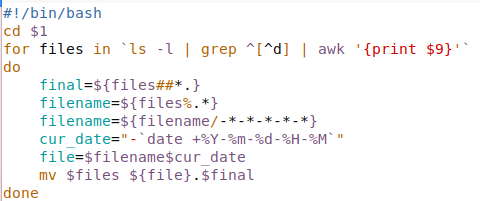 #!/bin/bash
cd $1
for files in `ls -l | grep ^[^d] | awk '{print $9}'`
do
    final=${files##*.}
    filename=${files%.*}
    filename=${filename/-*-*-*-*-*}
    cur_date="-`date +%Y-%m-%d-%H-%M`"
    file=$filename$cur_date
    mv $files ${file}.$final
done